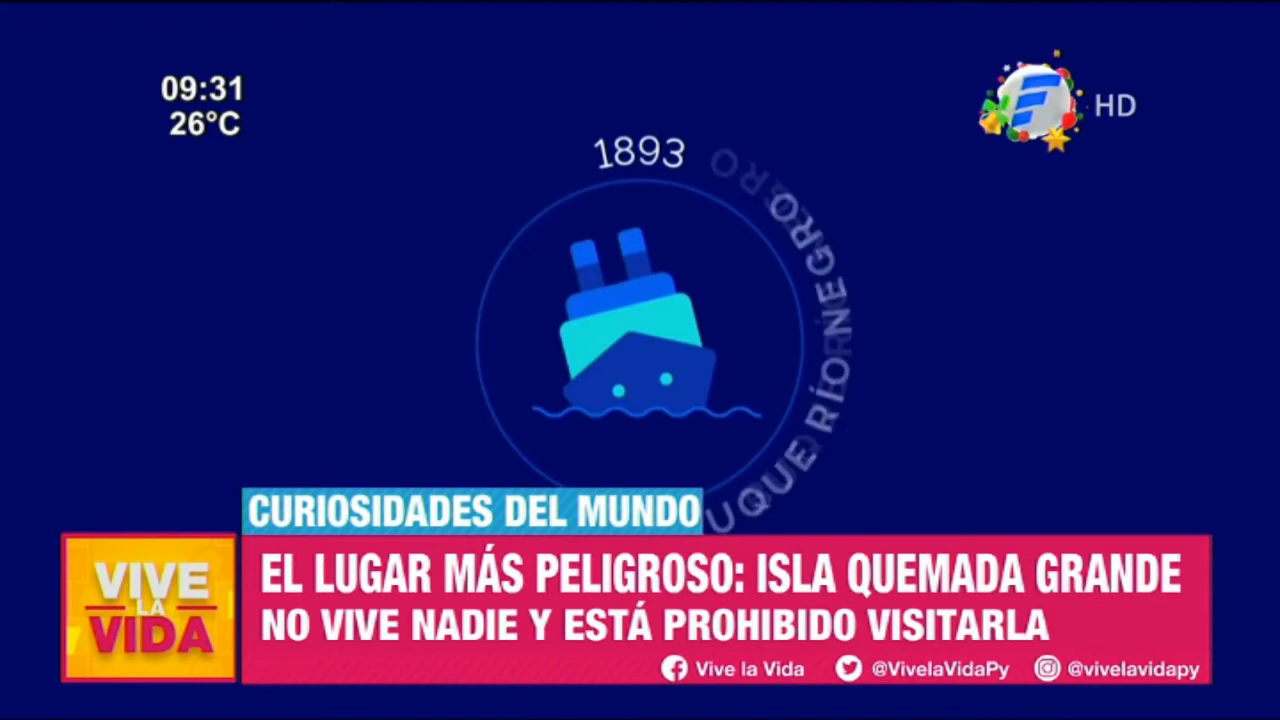 09:31
26°C
HD
1893
UQUE RÍO NEGRO
CURIOSIDADES DEL MUNDO
VIVE
LA
VIDA
EL LUGAR MÁS PELIGROSO: ISLA QUEMADA GRANDE
NO VIVE NADIE Y ESTÁ PROHIBIDO VISITARLA
Vive la Vida @VivelaVidaPy @vivelavidapy